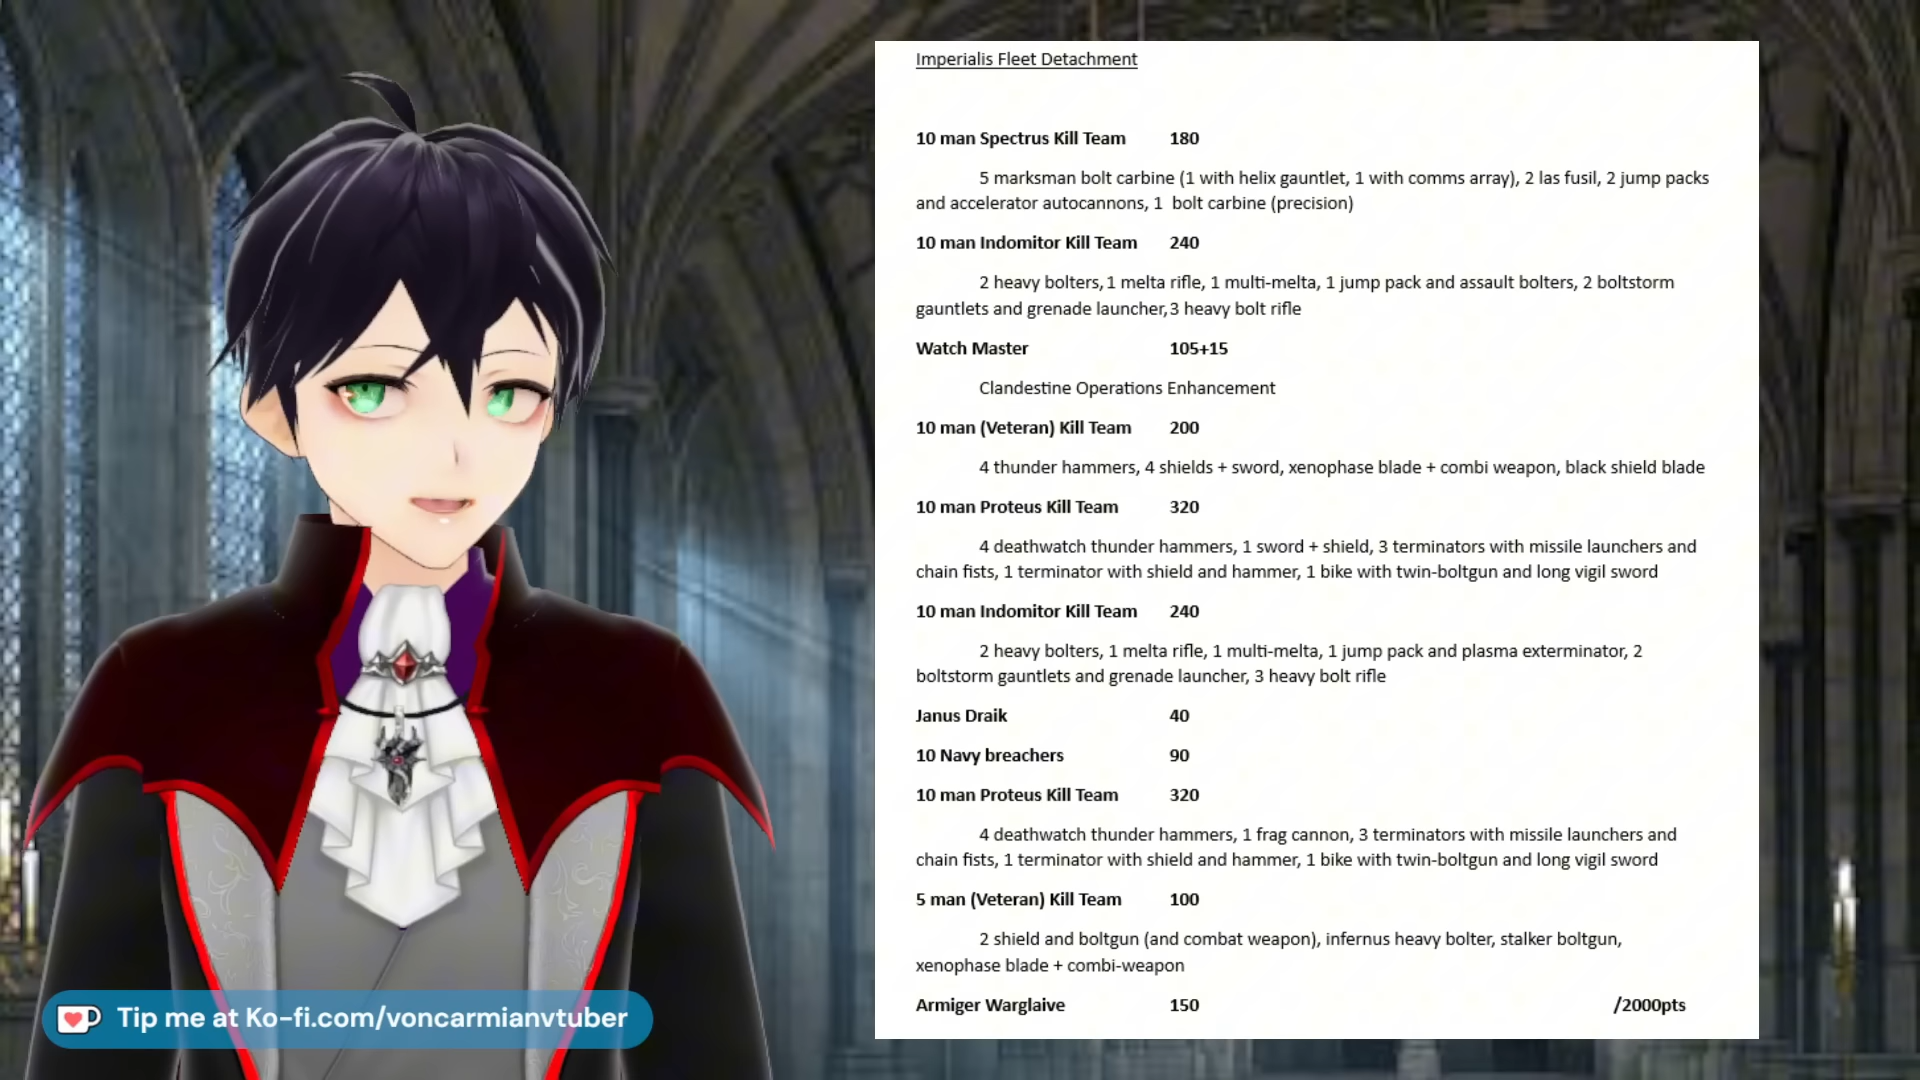 Imperialis Fleet Detachment
10 man Spectrus Kill Team 180
5 marksman bolt carbine (1 with helix gauntlet, 1 with comms array), 2 las fusil, 2 jump packs
and accelerator autocannons, 1 bolt carbine (precision)
10 man Indomitor Kill Team 240
2 heavy bolters, 1 melta rifle, 1 multi-melta, 1 jump pack and assault bolters, 2 boltstorm
gauntlets and grenade launcher, 3 heavy bolt rifle
Watch Master 105+15
Clandestine Operations Enhancement
10 man (Veteran) Kill Team 200
4 thunder hammers, 4 shields + sword, xenophase blade + combi weapon, black shield blade
10 man Proteus Kill Team 320
4 deathwatch thunder hammers, 1 sword + shield, 3 terminators with missile launchers and
chain fists, 1 terminator with shield and hammer, 1 bike with twin-boltgun and long vigil sword
10 man Indomitor Kill Team 240
2 heavy bolters, 1 melta rifle, 1 multi-melta, 1 jump pack and plasma exterminator, 2
boltstorm gauntlets and grenade launcher, 3 heavy bolt rifle
Janus Draik 40
10 Navy breachers 90
10 man Proteus Kill Team 320
4 deathwatch thunder hammers, 1 frag cannon, 3 terminators with missile launchers and
chain fists, 1 terminator with shield and hammer, 1 bike with twin-boltgun and long vigil sword
5 man (Veteran) Kill Team 100
2 shield and boltgun (and combat weapon), infernus heavy bolter, stalker boltgun,
xenophase blade + combi-weapon
Armiger Warglaive 150 /2000pts
Tip me at Ko-fi.com/voncarmianvtuber